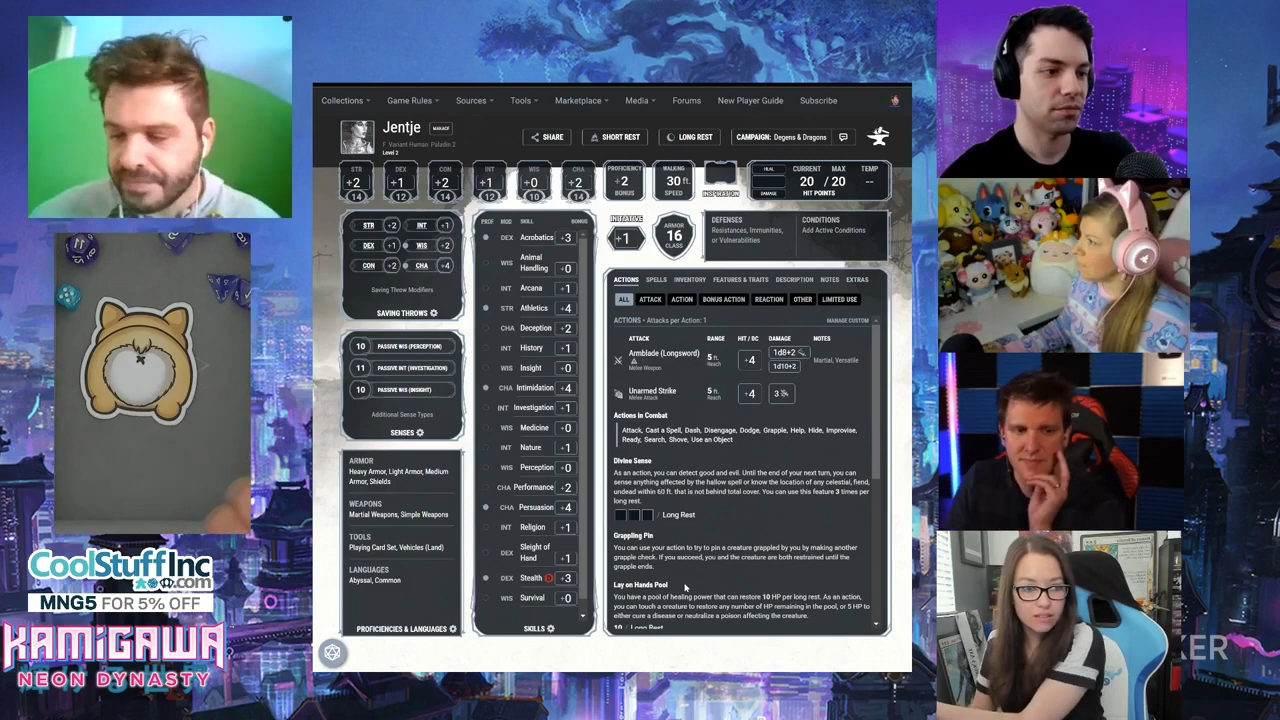 Collections Game Rules Sources Tools Marketplace Media Forums New Player Guide Subscribe
Jentje MANAGE
F Variant Human Paladin 2
Level 2
SHARE SHORT REST LONG REST CAMPAIGN: Degens & Dragons
STR DEX CON INT WIS CHA
+2 +1 +2 +1 +0 +2
14 12 14 12 10 14
PROFICIENCY
+2
BONUS
WALKING
30 ft.
SPEED
INSPIRATION
HEAL
DAMAGE
CURRENT MAX TEMP
20 / 20 --
HIT POINTS
STR +2 INT +1
DEX +1 WIS +2
CON +2 CHA +4
Saving Throw Modifiers
SAVING THROWS
10 PASSIVE WIS (PERCEPTION)
11 PASSIVE INT (INVESTIGATION)
10 PASSIVE WIS (INSIGHT)
Additional Sense Types
SENSES
ARMOR
Heavy Armor, Light Armor, Medium
Armor, Shields
WEAPONS
Martial Weapons, Simple Weapons
TOOLS
Playing Card Set, Vehicles (Land)
LANGUAGES
Abyssal, Common
PROFICIENCIES & LANGUAGES
PROF MOD SKILL BONUS
DEX Acrobatics +3
WIS Animal Handling +0
INT Arcana +1
STR Athletics +4
CHA Deception +2
INT History +1
WIS Insight +0
CHA Intimidation +4
INT Investigation +1
WIS Medicine +0
INT Nature +1
WIS Perception +0
CHA Performance +2
CHA Persuasion +4
INT Religion +1
DEX Sleight of Hand +1
DEX Stealth +3
WIS Survival +0
SKILLS
INITIATIVE
+1
ARMOR
16
CLASS
DEFENSES
Resistances, Immunities,
or Vulnerabilities
CONDITIONS
Add Active Conditions
ACTIONS SPELLS INVENTORY FEATURES & TRAITS DESCRIPTION NOTES EXTRAS
ALL ATTACK ACTION BONUS ACTION REACTION OTHER LIMITED USE
ACTIONS • Attacks per Action: 1 MANAGE CUSTOM
ATTACK RANGE HIT / DC DAMAGE NOTES
Armblade (Longsword) 5 ft. +4 1d8+2 Martial, Versatile
Melee Weapon Reach 1d10+2
Unarmed Strike 5 ft. +4 3
Melee Attack Reach
Actions in Combat
Attack, Cast a Spell, Dash, Disengage, Dodge, Grapple, Help, Hide, Improvise,
Ready, Search, Shove, Use an Object
Divine Sense
As an action, you can detect good and evil. Until the end of your next turn, you can
sense anything affected by the hallow spell or know the location of any celestial, fiend,
undead within 60 ft. that is not behind total cover. You can use this feature 3 times per
long rest.
/ Long Rest
Grappling Pin
You can use your action to try to pin a creature grappled by you by making another
grapple check. If you succeed, you and the creature are both restrained until the
grapple ends.
Lay on Hands Pool
You have a pool of healing power that can restore 10 HP per long rest. As an action,
you can touch a creature to restore any number of HP remaining in the pool, or 5 HP to
either cure a disease or neutralize a poison affecting the creature.
10 / Long Rest
CoolStuffInc
.com
MNG5 FOR 5% OFF
KAMIGAWA
NEON DYNASTY
KER